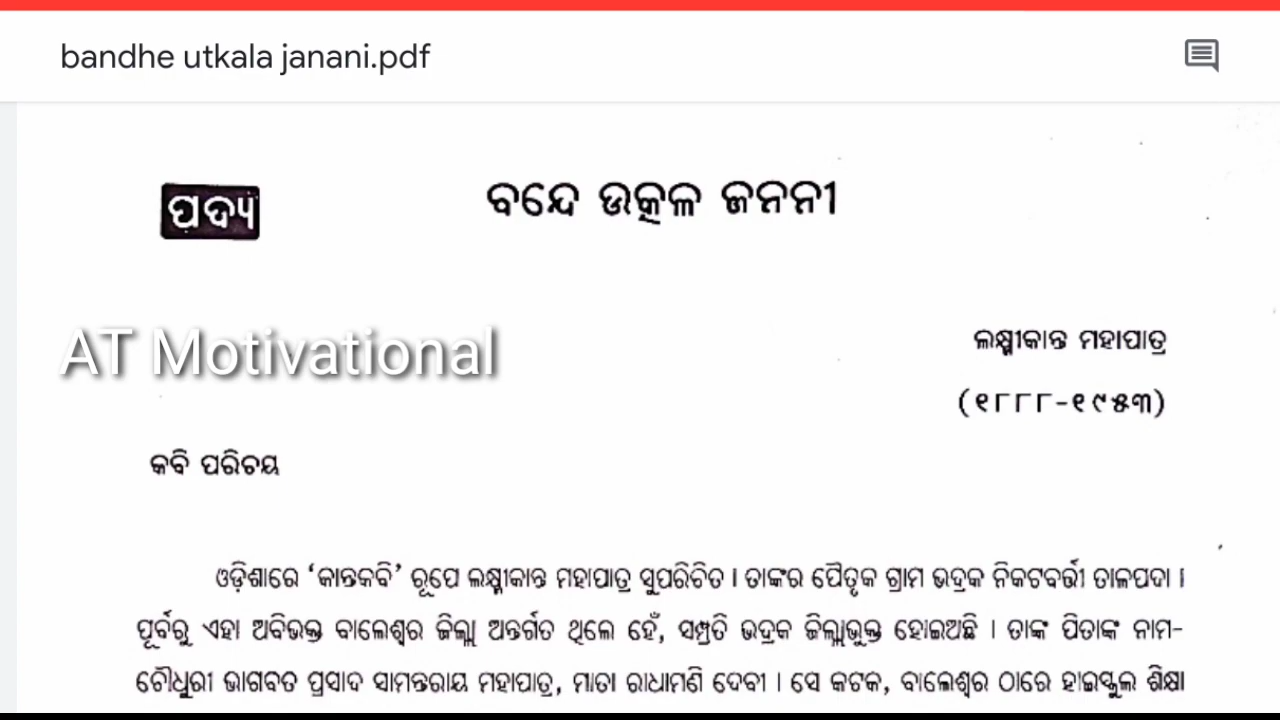 bandhe utkala janani.pdf
ପଦ୍ୟ
ବନ୍ଦେ ଉତ୍କଳ ଜନନୀ
AT Motivational
ଲକ୍ଷ୍ମୀକାନ୍ତ ମହାପାତ୍ର
(୧୮୮୮-୧୯୫୩)
କବି ପରିଚୟ
ଓଡ଼ିଶାରେ ‘କାନ୍ତକବି’ ରୂପେ ଲକ୍ଷ୍ମୀକାନ୍ତ ମହାପାତ୍ର ସୁପରିଚିତ । ତାଙ୍କର ପୈତୃକ ଗ୍ରାମ ଭଦ୍ରକ ନିକଟବର୍ତ୍ତୀ ତାଳପଦା ।
ପୂର୍ବରୁ ଏହା ଅବିଭକ୍ତ ବାଲେଶ୍ୱର ଜିଲ୍ଲା ଅନ୍ତର୍ଗତ ଥିଲେ ହେଁ, ସମ୍ପ୍ରତି ଭଦ୍ରକ ଜିଲ୍ଲାଭୁକ୍ତ ହୋଇଅଛି । ତାଙ୍କ ପିତାଙ୍କ ନାମ-
ଚୌଧୁରୀ ଭାଗବତ ପ୍ରସାଦ ସାମନ୍ତରାୟ ମହାପାତ୍ର, ମାତା ରାଧାମଣି ଦେବୀ । ସେ କଟକ, ବାଲେଶ୍ୱର ଠାରେ ହାଇସ୍କୁଲ ଶିକ୍ଷା